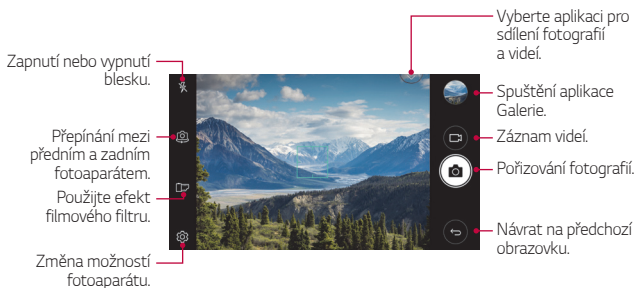 Zapnutí nebo vypnutí
blesku.
Přepínání mezi
předním a zadním
fotoaparátem.
Použijte efekt
filmového filtru.
Změna možností
fotoaparátu.
Vyberte aplikaci pro
sdílení fotografií
a videí.
Spuštění aplikace
Galerie.
Záznam videí.
Pořizování fotografií.
Návrat na předchozí
obrazovku.